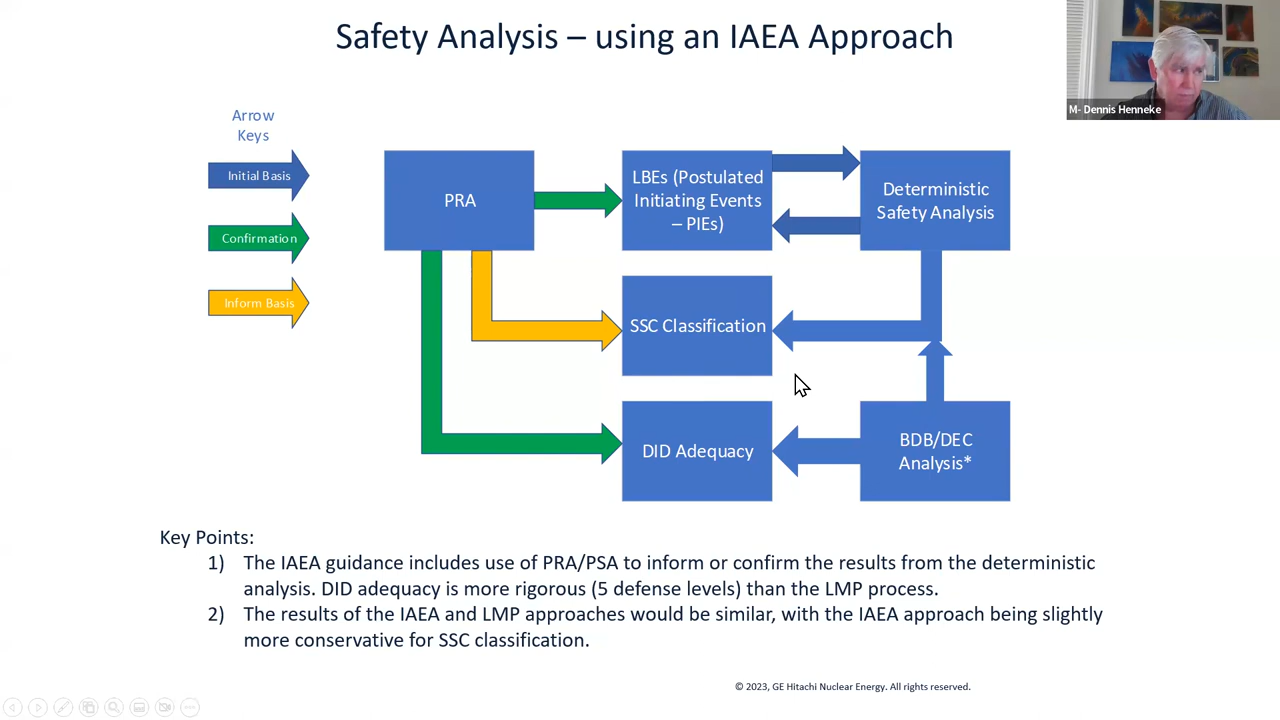 Safety Analysis – using an IAEA Approach
M- Dennis Henneke
Arrow
Keys
Initial Basis
Confirmation
Inform Basis
PRA
LBEs (Postulated
Initiating Events
– PIEs)
Deterministic
Safety Analysis
SSC Classification
DID Adequacy
BDB/DEC
Analysis*
Key Points:
1) The IAEA guidance includes use of PRA/PSA to inform or confirm the results from the deterministic
analysis. DID adequacy is more rigorous (5 defense levels) than the LMP process.
2) The results of the IAEA and LMP approaches would be similar, with the IAEA approach being slightly
more conservative for SSC classification.
© 2023, GE Hitachi Nuclear Energy. All rights reserved.